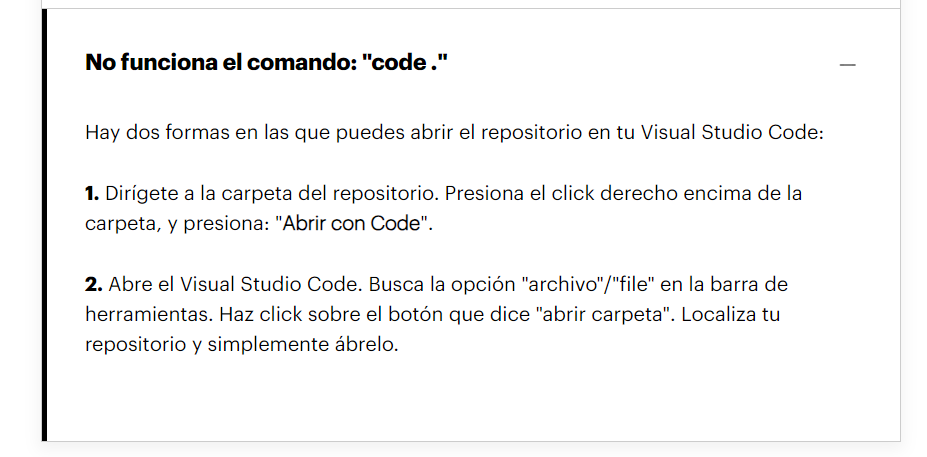 No funciona el comando: "code ."
Hay dos formas en las que puedes abrir el repositorio en tu Visual Studio Code:
1. Dirígete a la carpeta del repositorio. Presiona el click derecho encima de la
carpeta, y presiona: "Abrir con Code".
2. Abre el Visual Studio Code. Busca la opción "archivo"/"file" en la barra de
herramientas. Haz click sobre el botón que dice "abrir carpeta". Localiza tu
repositorio y simplemente ábrelo.